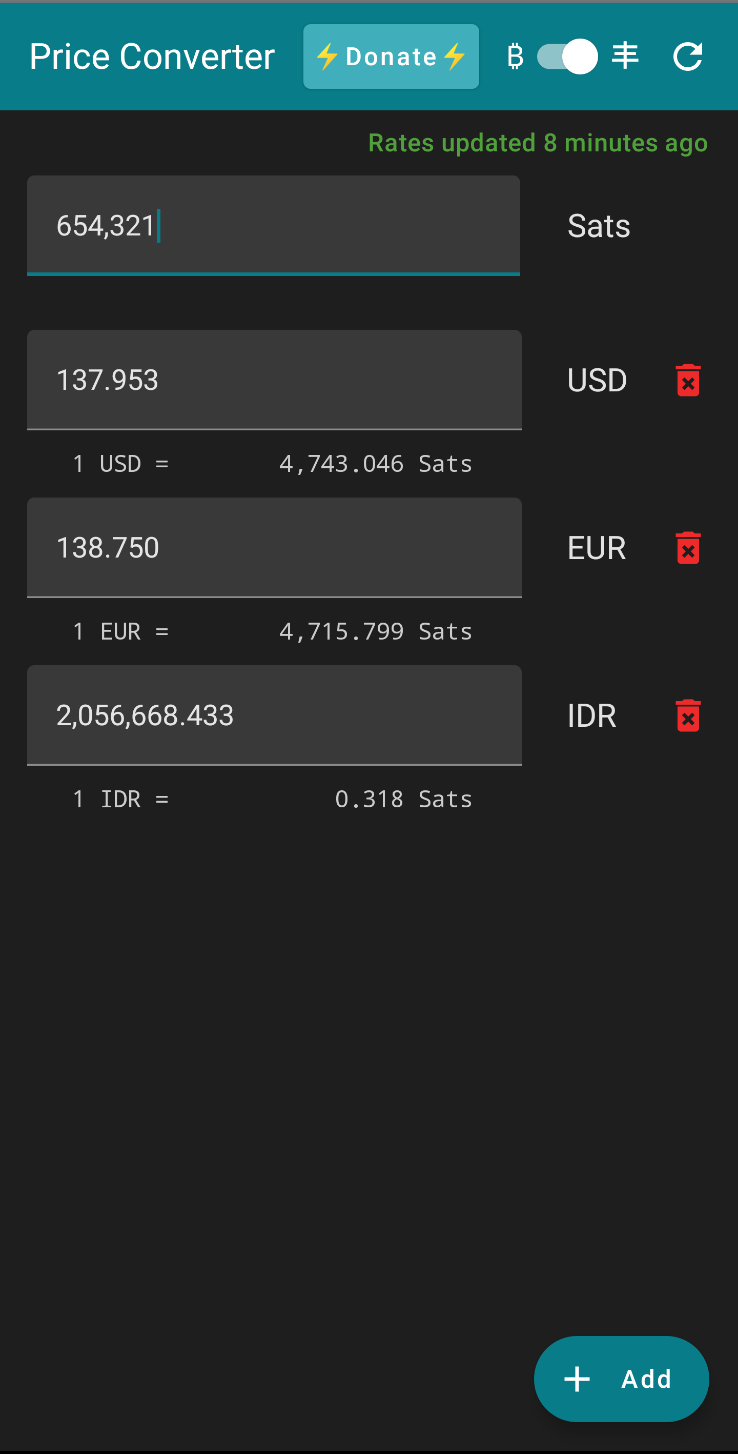 Price Converter ⚡Donate⚡ ₿
Rates updated 8 minutes ago
654,321 Sats
137.953 USD
1 USD = 4,743.046 Sats
138.750 EUR
1 EUR = 4,715.799 Sats
2,056,668.433 IDR
1 IDR = 0.318 Sats
+ Add